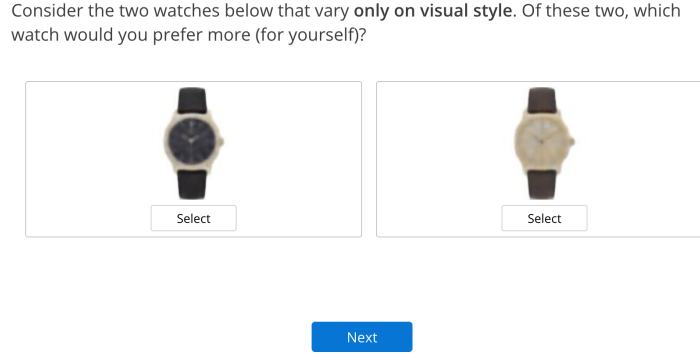 Consider the two watches below that vary only on visual style. Of these two, which
watch would you prefer more (for yourself)?
Select
Select
Next